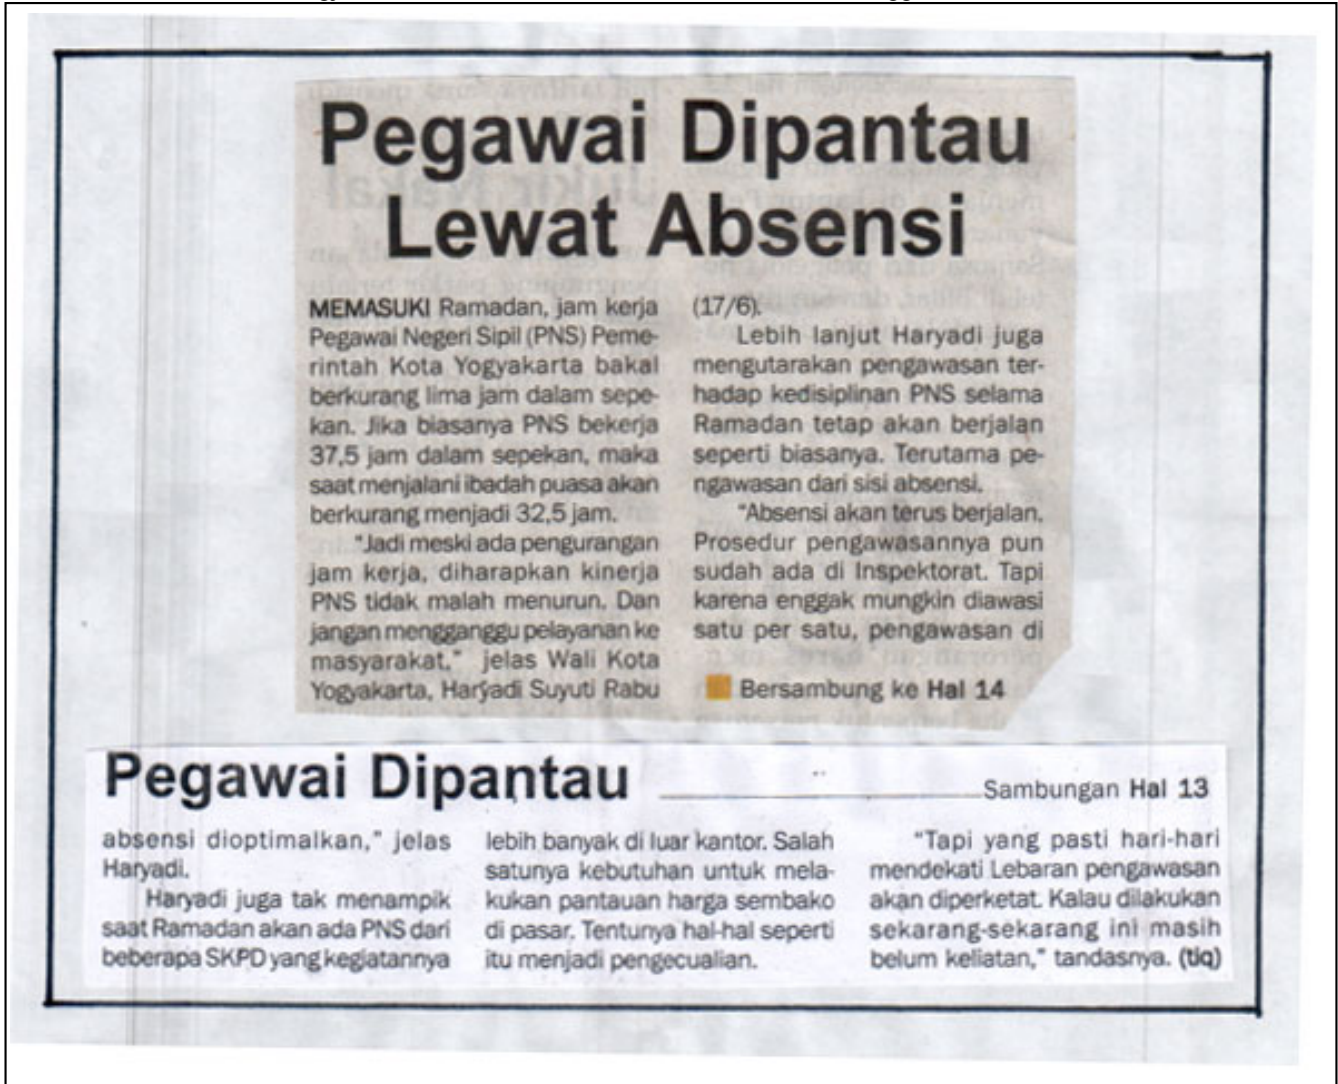 Pegawai Dipantau
Lewat Absensi
MEMASUKI Ramadan, jam kerja
Pegawai Negeri Sipil (PNS) Peme-
rintah Kota Yogyakarta bakal
berkurang lima jam dalam sepe-
kan. Jika biasanya PNS bekerja
37,5 jam dalam sepekan, maka
saat menjalani ibadah puasa akan
berkurang menjadi 32,5 jam.
"Jadi meski ada pengurangan
jam kerja, diharapkan kinerja
PNS tidak malah menurun. Dan
jangan mengganggu pelayanan ke
masyarakat," jelas Wali Kota
Yogyakarta, Haryadi Suyuti Rabu
(17/6).
Lebih lanjut Haryadi juga
mengutarakan pengawasan ter-
hadap kedisiplinan PNS selama
Ramadan tetap akan berjalan
seperti biasanya. Terutama pe-
ngawasan dari sisi absensi.
"Absensi akan terus berjalan.
Prosedur pengawasannya pun
sudah ada di Inspektorat. Tapi
karena enggak mungkin diawasi
satu per satu, pengawasan di
Bersambung ke Hal 14
Pegawai Dipantau
Sambungan Hal 13
absensi dioptimalkan," jelas
Haryadi.
Haryadi juga tak menampik
saat Ramadan akan ada PNS dari
beberapa SKPD yang kegiatannya
lebih banyak di luar kantor. Salah
satunya kebutuhan untuk mela-
kukan pantauan harga sembako
di pasar. Tentunya hal-hal seperti
itu menjadi pengecualian.
"Tapi yang pasti hari-hari
mendekati Lebaran pengawasan
akan diperketat. Kalau dilakukan
sekarang-sekarang ini masih
belum keliatan," tandasnya. (tiq)